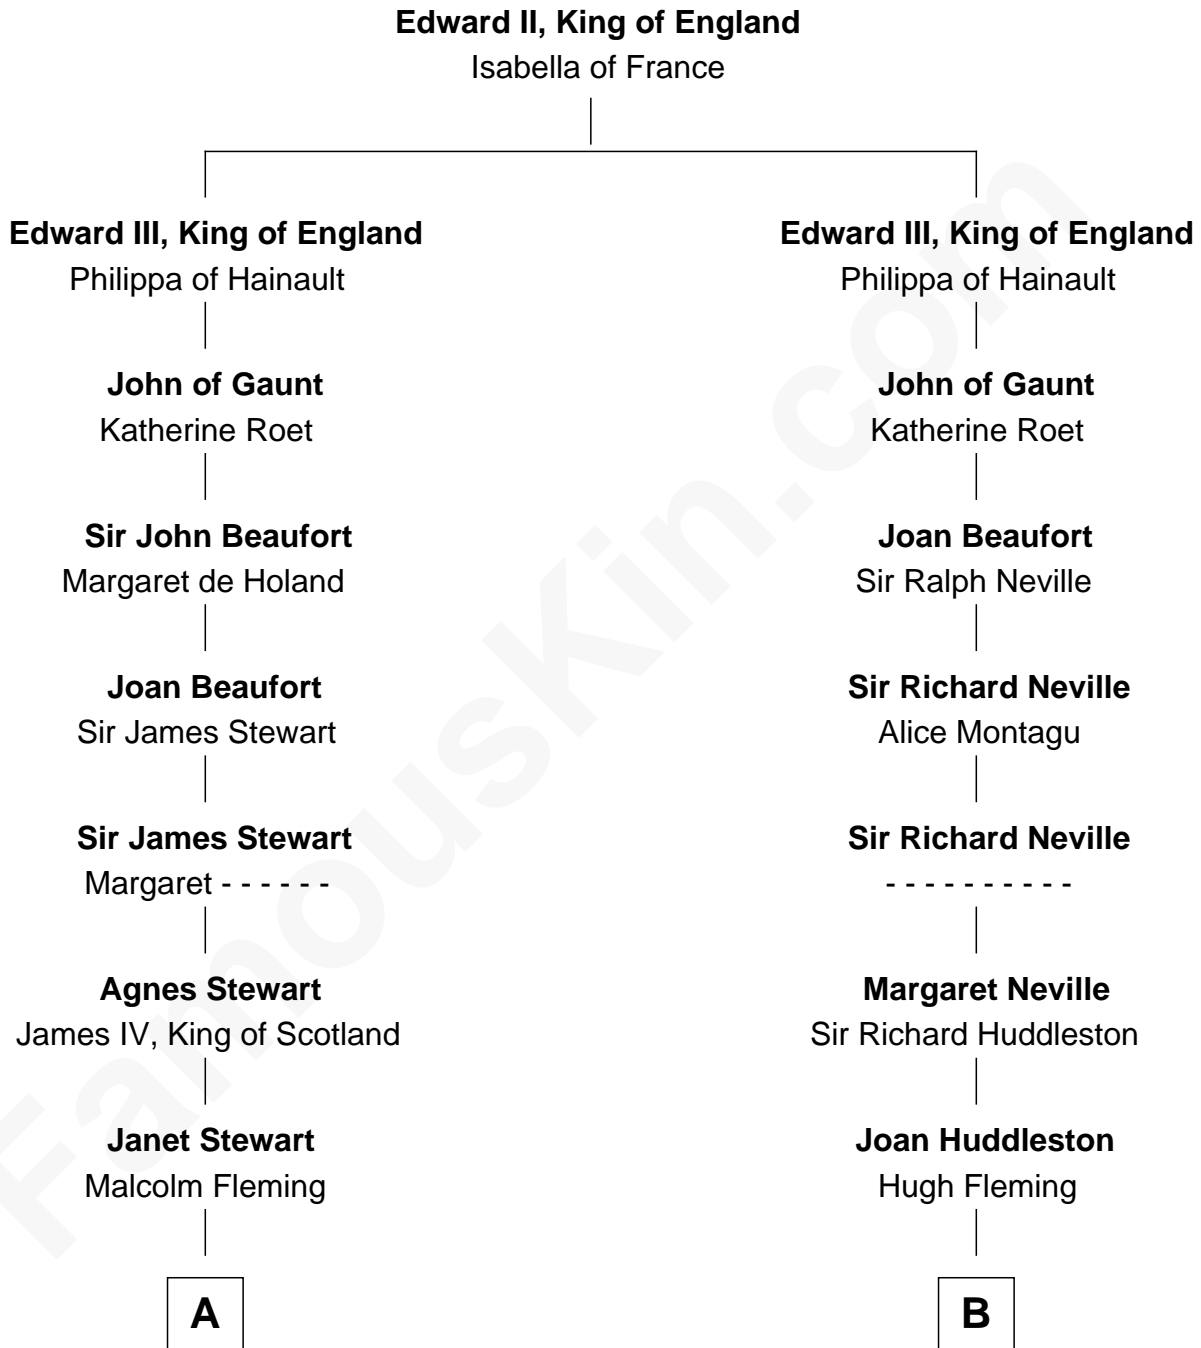 Edward II, King of England
Isabella of France
Edward III, King of England
Philippa of Hainault
John of Gaunt
Katherine Roet
Sir John Beaufort
Margaret de Holand
Joan Beaufort
Sir James Stewart
Sir James Stewart
Margaret - - - - - -
Agnes Stewart
James IV, King of Scotland
Janet Stewart
Malcolm Fleming
A
Edward III, King of England
Philippa of Hainault
John of Gaunt
Katherine Roet
Joan Beaufort
Sir Ralph Neville
Sir Richard Neville
Alice Montagu
Sir Richard Neville
- - - - - - - - - -
Margaret Neville
Sir Richard Huddleston
Joan Huddleston
Hugh Fleming
B
FamousKin.com